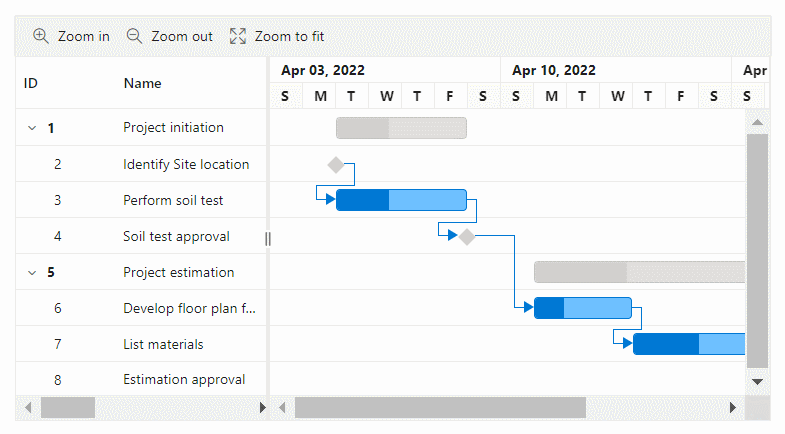 Zoom in Zoom out Zoom to fit
ID Name Apr 03, 2022 Apr 10, 2022 Apr
S M T W T F S S M T W T F S S
1 Project initiation
2 Identify Site location
3 Perform soil test
4 Soil test approval
5 Project estimation
6 Develop floor plan f...
7 List materials
8 Estimation approval